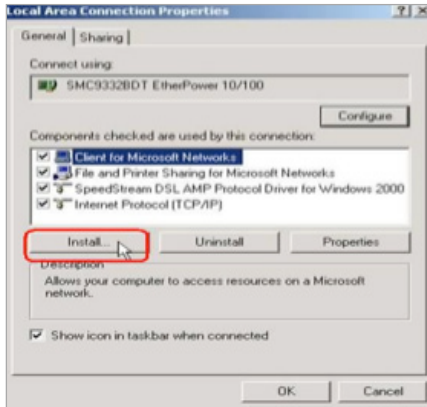 Local Area Connection Properties
General Sharing
Connect using:
SMC9332BDT EtherPower 10/100
Configure
Components checked are used by this connection:
Client for Microsoft Networks
File and Printer Sharing for Microsoft Networks
SpeedStream DSL AMP Protocol Driver for Windows 2000
Internet Protocol (TCP/IP)
Install... Uninstall Properties
Description
Allows your computer to access resources on a Microsoft
network.
Show icon in taskbar when connected
OK Cancel